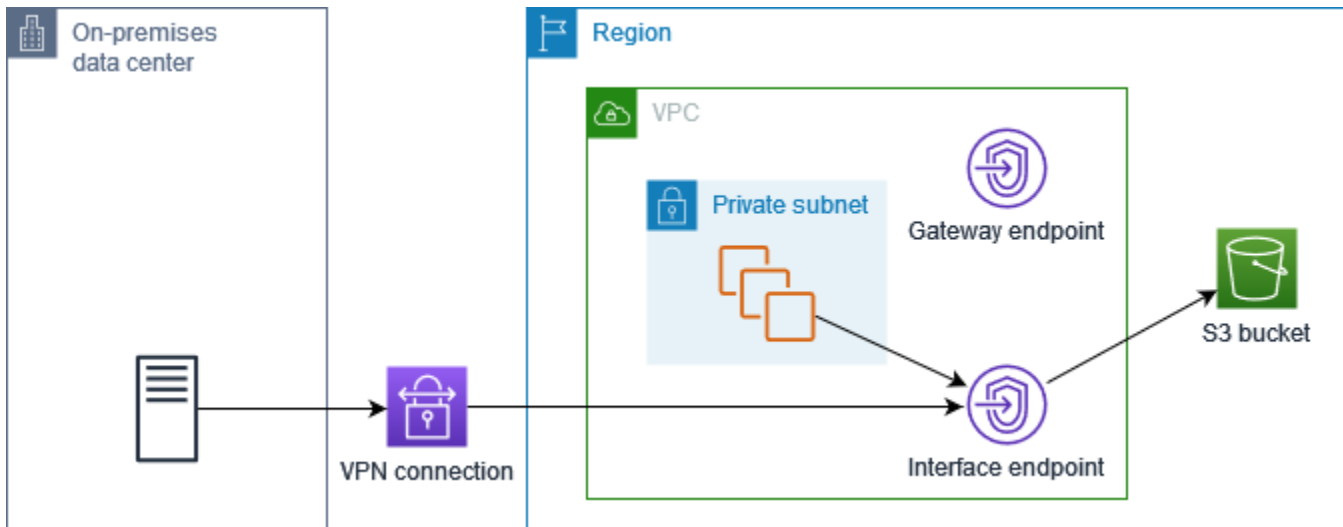 On-premises
data center
Region
VPC
Private subnet
Gateway endpoint
S3 bucket
VPN connection
Interface endpoint